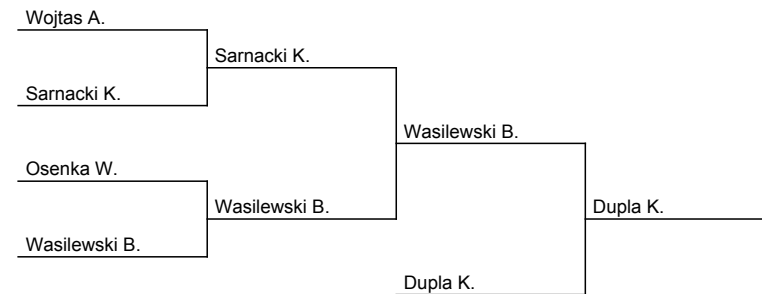 Wojtas A.
Sarnacki K.
Sarnacki K.
Wasilewski B.
Osenka W.
Wasilewski B.
Dupla K.
Wasilewski B.
Dupla K.